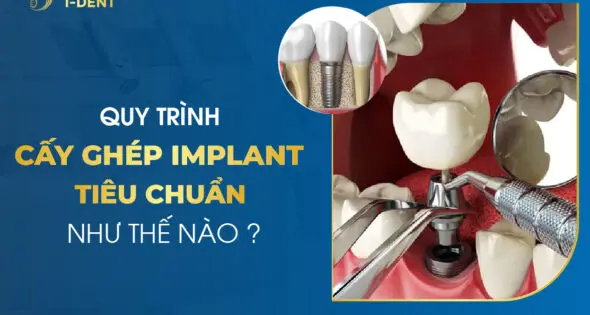 I-DENT
QUY TRÌNH
CẤY GHÉP IMPLANT
TIÊU CHUẨN
NHƯ THẾ NÀO ?